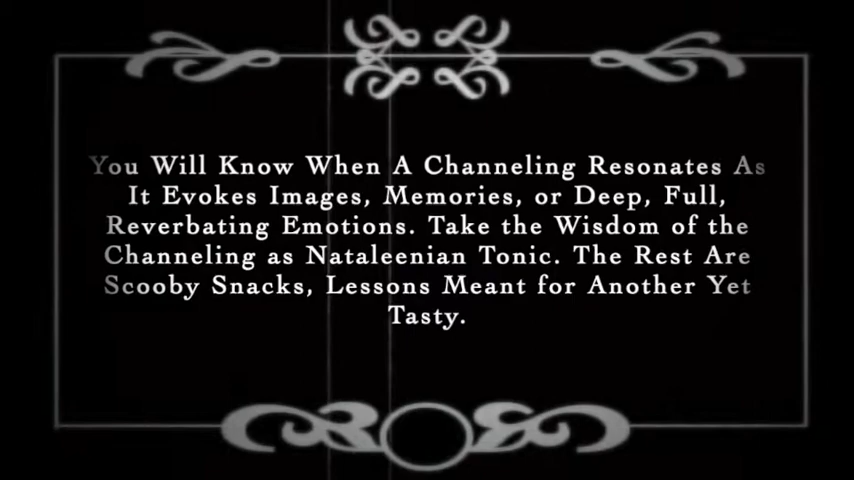 You Will Know When A Channeling Resonates As
It Evokes Images, Memories, or Deep, Full,
Reverbating Emotions. Take the Wisdom of the
Channeling as Nataleenian Tonic. The Rest Are
Scooby Snacks, Lessons Meant for Another Yet
Tasty.